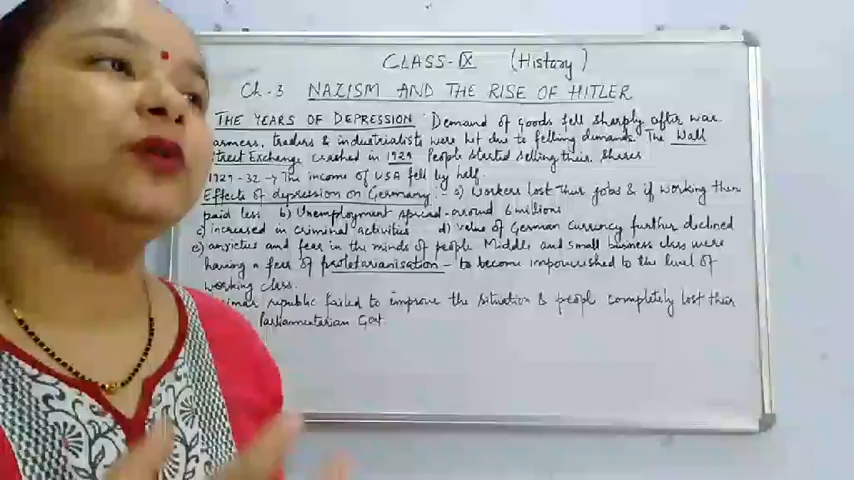 CLASS-IX (History)
Ch-3 NAZISM AND THE RISE OF HITLER
THE YEARS OF DEPRESSION : Demand of goods fell sharply after war.
armers, traders & industrialists were hit due to felling demands. The Wall
treet Exchange crashed in 1929 People started selling their shares
1929-32 → The income of USA fell by half.
Effects of depression on Germany : a) Workers lost their jobs & if working then
paid less b) Unemployment spread around 6 millions
c) increased in criminal activities d) value of German currency further declined
e) anxieties and fear in the minds of people Middle and small business class were
having a fear of proletarianisation - to become impoverished to the level of
working class.
imar republic failed to improve the situation & people completely lost their
Parliamentarian Govt.